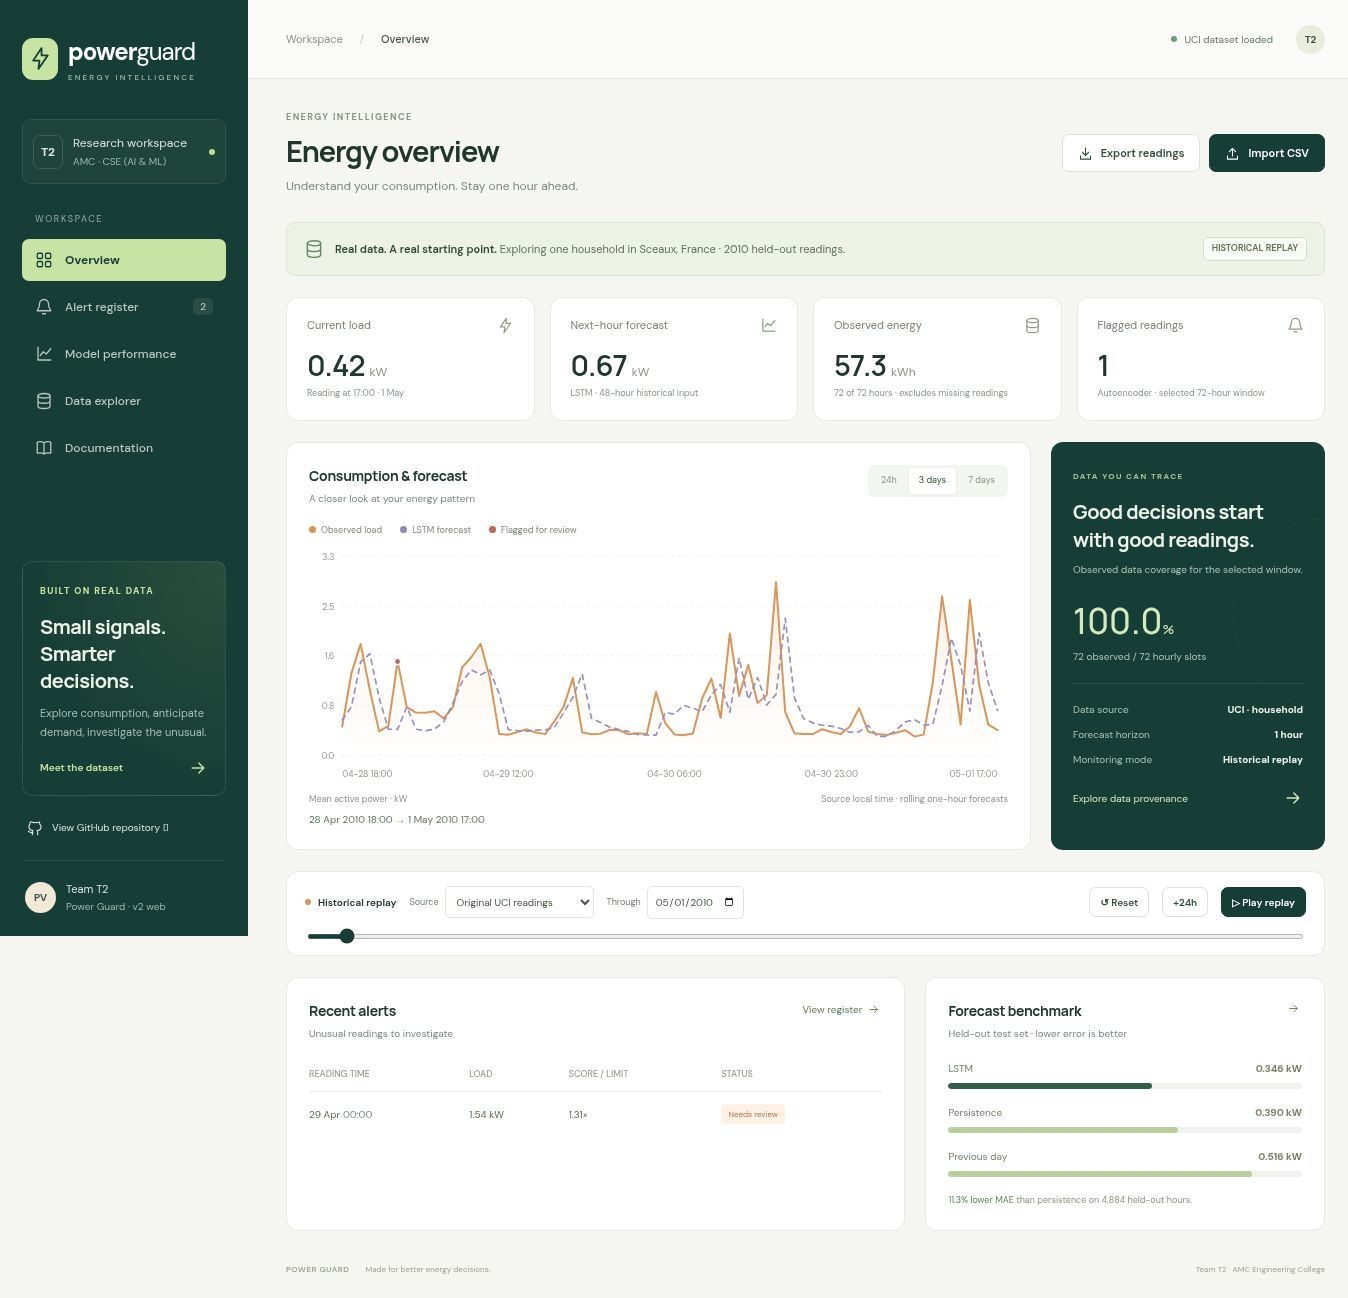 powerguard
ENERGY INTELLIGENCE
T2
Research workspace
AMC · CSE (AI & ML)
WORKSPACE
Overview
Alert register
2
Model performance
Data explorer
Documentation
BUILT ON REAL DATA
Small signals.
Smarter
decisions.
Explore consumption, anticipate
demand, investigate the unusual.
Meet the dataset →
View GitHub repository
PV
Team T2
Power Guard · v2 web
Workspace / Overview
UCI dataset loaded
T2
ENERGY INTELLIGENCE
Energy overview
Understand your consumption. Stay one hour ahead.
Export readings
Import CSV
Real data. A real starting point. Exploring one household in Sceaux, France · 2010 held-out readings.
HISTORICAL REPLAY
Current load
0.42 kW
Reading at 17:00 · 1 May
Next-hour forecast
0.67 kW
LSTM · 48-hour historical input
Observed energy
57.3 kWh
72 of 72 hours · excludes missing readings
Flagged readings
1
Autoencoder · selected 72-hour window
Consumption & forecast
A closer look at your energy pattern
24h
3 days
7 days
Observed load
LSTM forecast
Flagged for review
3.3
2.5
1.6
0.8
0.0
04-28 18:00
04-29 12:00
04-30 06:00
04-30 23:00
05-01 17:00
Mean active power · kW
Source local time · rolling one-hour forecasts
28 Apr 2010 18:00 → 1 May 2010 17:00
DATA YOU CAN TRACE
Good decisions start
with good readings.
Observed data coverage for the selected window.
100.0%
72 observed / 72 hourly slots
Data source UCI · household
Forecast horizon 1 hour
Monitoring mode Historical replay
Explore data provenance →
Historical replay
Source
Original UCI readings
Through
05/01/2010
↺ Reset
+24h
▷ Play replay
Recent alerts
View register →
Unusual readings to investigate
READING TIME LOAD SCORE / LIMIT STATUS
29 Apr 00:00 1.54 kW 1.31× Needs review
Forecast benchmark →
Held-out test set · lower error is better
LSTM 0.346 kW
Persistence 0.390 kW
Previous day 0.516 kW
11.3% lower MAE than persistence on 4,884 held-out hours.
POWER GUARD
Made for better energy decisions.
Team T2 · AMC Engineering College